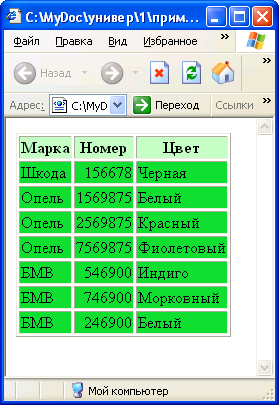 C:\MyDoc\универ\1\прим...
Файл Правка Вид Избранное »
Назад »
Адрес: C:\MyD Переход Ссылки »
Марка Номер Цвет
Шкода 156678 Черная
Опель 1569875 Белый
Опель 2569875 Красный
Опель 7569875 Фиолетовый
БМВ 546900 Индиго
БМВ 746900 Морковный
БМВ 246900 Белый
Мой компьютер